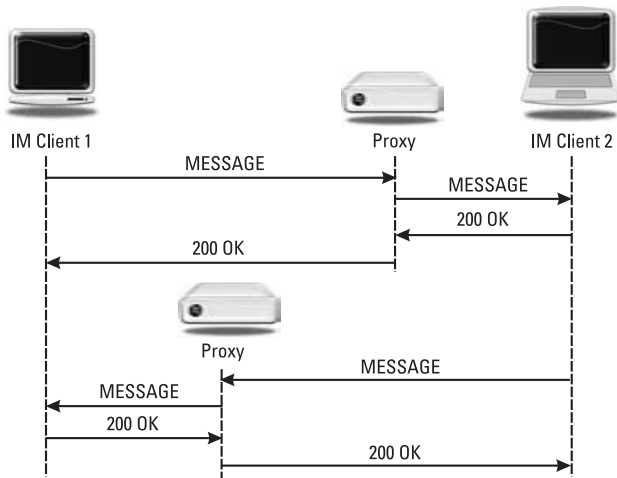 IM Client 1
Proxy
IM Client 2
MESSAGE
MESSAGE
200 OK
200 OK
Proxy
MESSAGE
MESSAGE
200 OK
200 OK